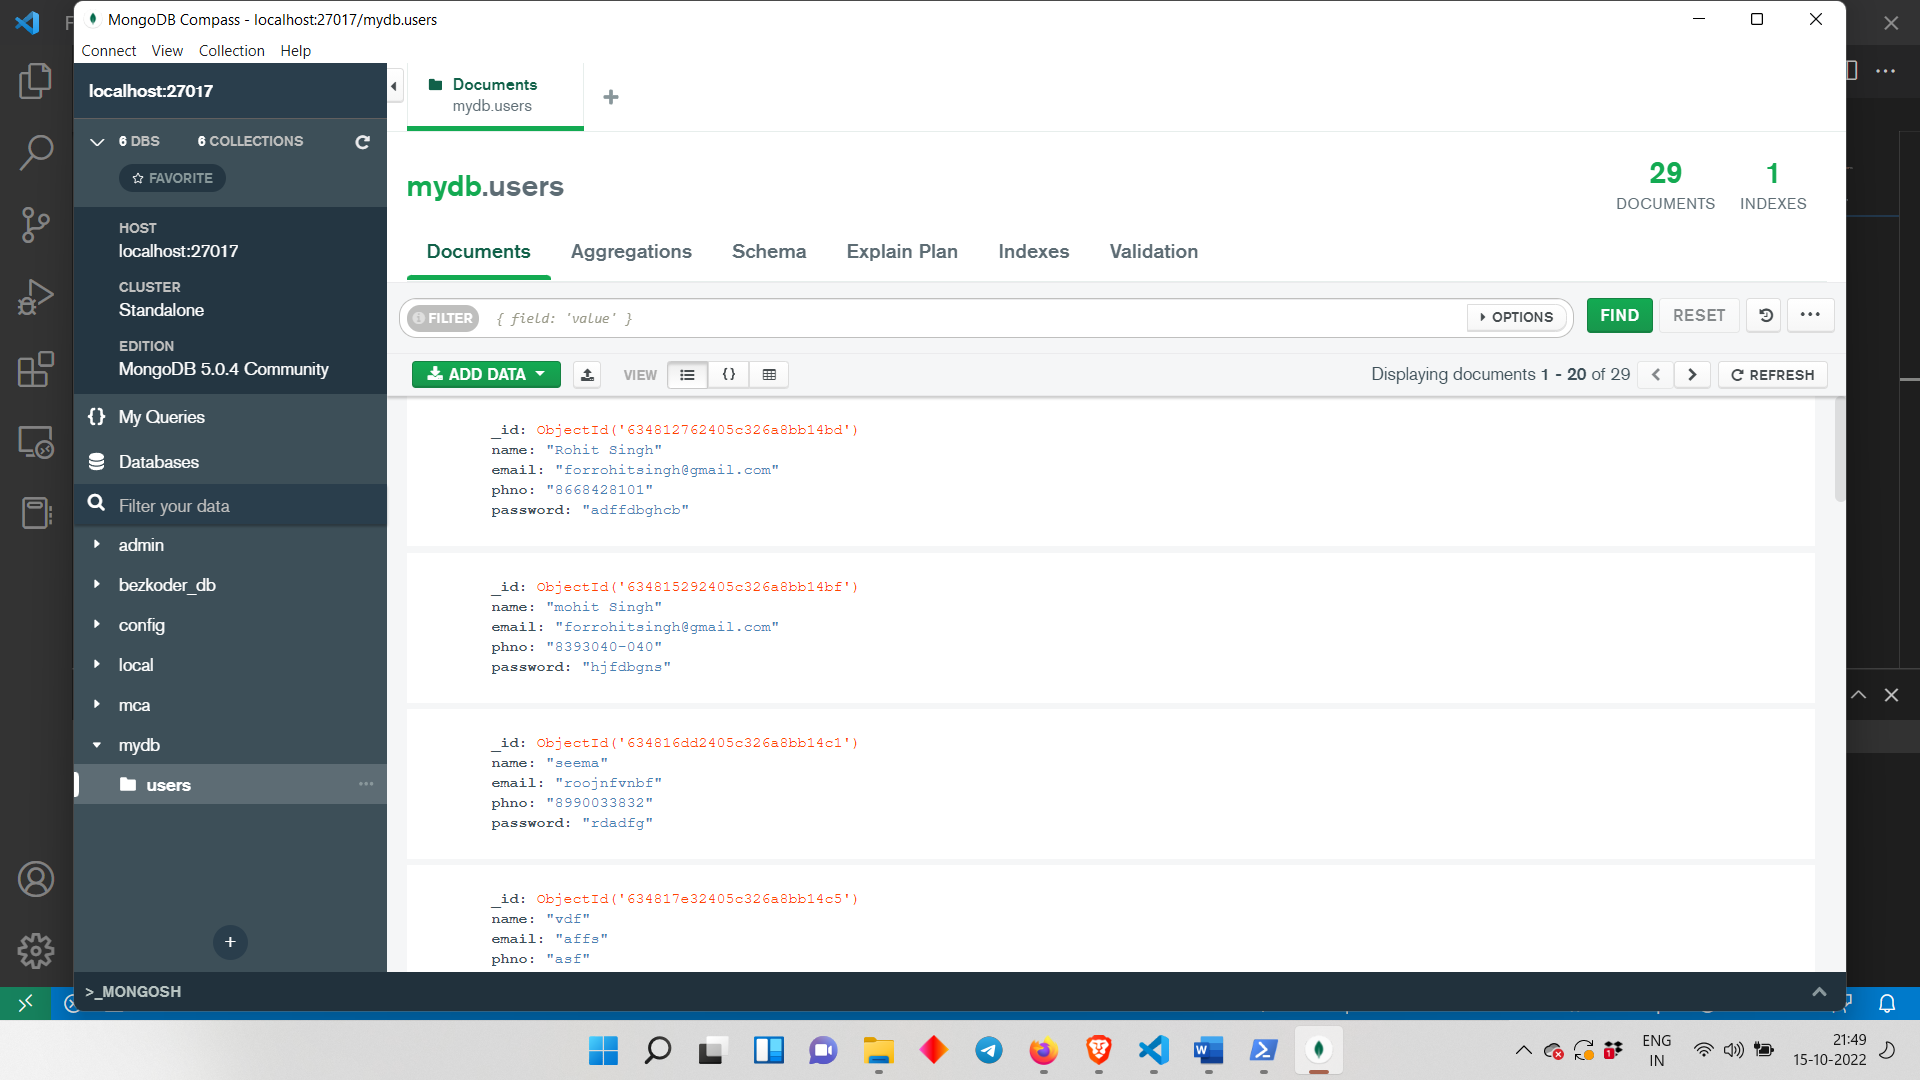 MongoDB Compass - localhost:27017/mydb.users
Connect View Collection Help
localhost:27017
6 DBS 6 COLLECTIONS
FAVORITE
HOST
localhost:27017
CLUSTER
Standalone
EDITION
MongoDB 5.0.4 Community
{} My Queries
Databases
Filter your data
admin
bezkoder_db
config
local
mca
mydb
users
Documents
mydb.users
mydb.users
29
DOCUMENTS
1
INDEXES
Documents Aggregations Schema Explain Plan Indexes Validation
FILTER { field: 'value' } OPTIONS FIND RESET
ADD DATA VIEW {} Displaying documents 1 - 20 of 29 REFRESH
_id: ObjectId('634812762405c326a8bb14bd')
name: "Rohit Singh"
email: "forrohitsingh@gmail.com"
phno: "8668428101"
password: "adffdbghcb"
_id: ObjectId('634815292405c326a8bb14bf')
name: "mohit Singh"
email: "forrohitsingh@gmail.com"
phno: "8393040-040"
password: "hjfdbgns"
_id: ObjectId('634816dd2405c326a8bb14c1')
name: "seema"
email: "roojnfvnbf"
phno: "8990033832"
password: "rdadfg"
_id: ObjectId('634817e32405c326a8bb14c5')
name: "vdf"
email: "affs"
phno: "asf"
>_MONGOSH
ENG
IN
21:49
15-10-2022